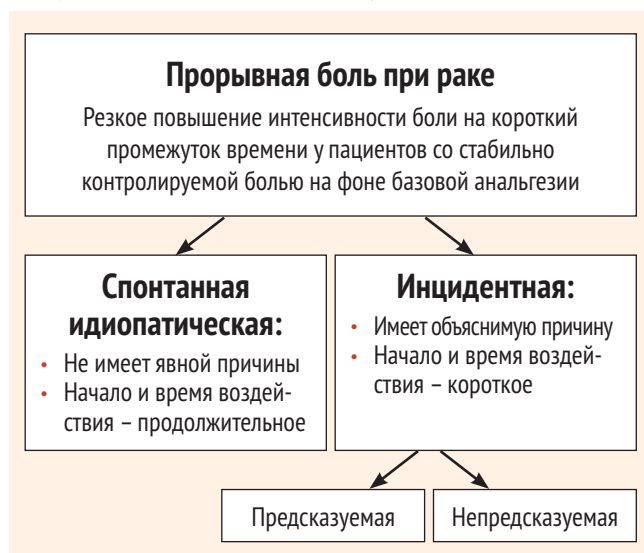 Прорывная боль при раке
Резкое повышение интенсивности боли на короткий
промежуток времени у пациентов со стабильно
контролируемой болью на фоне базовой анальгезии
Спонтанная
идиопатическая:
• Не имеет явной причины
• Начало и время воздей-
ствия – продолжительное
Инцидентная:
• Имеет объяснимую причину
• Начало и время воздей-
ствия – короткое
Предсказуемая
Непредсказуемая